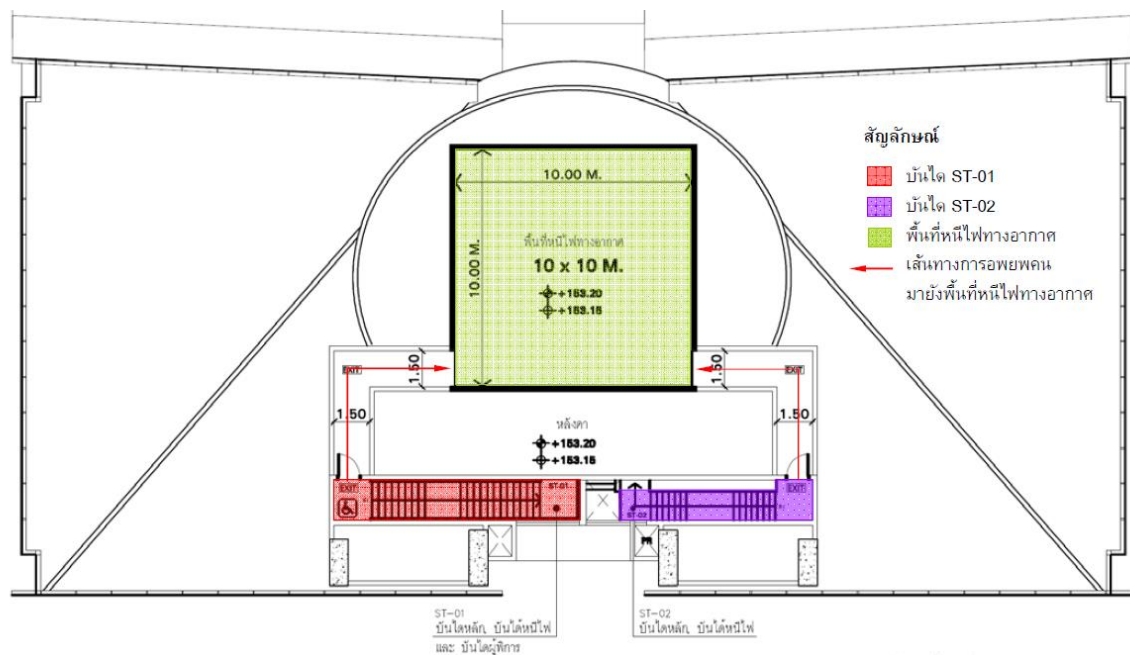 สัญลักษณ์
บันได ST-01
บันได ST-02
พื้นที่หนีไฟทางอากาศ
เส้นทางการอพยพคน
มายังพื้นที่หนีไฟทางอากาศ
10.00 M.
10.00 M.
พื้นที่หนีไฟทางอากาศ
10 x 10 M.
+153.20
+153.15
EXIT
1.50
1.50
EXIT
1.50
1.50
หลังคา
+153.20
+153.15
EXIT
ST-01
ST-02
EXIT
ST-01
บันไดหลัก, บันไดหนีไฟ
และ บันไดผู้พิการ
ST-02
บันไดหลัก, บันไดหนีไฟ